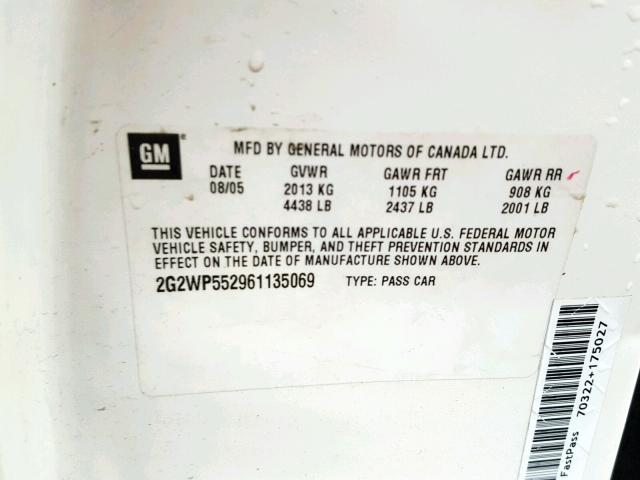 GM
MFD BY GENERAL MOTORS OF CANADA LTD.
DATE GVWR GAWR FRT GAWR RR
08/05 2013 KG 1105 KG 908 KG
4438 LB 2437 LB 2001 LB
THIS VEHICLE CONFORMS TO ALL APPLICABLE U.S. FEDERAL MOTOR
VEHICLE SAFETY, BUMPER, AND THEFT PREVENTION STANDARDS IN
EFFECT ON THE DATE OF MANUFACTURE SHOWN ABOVE.
2G2WP552961135069 TYPE: PASS CAR
FastPass 70322+175027